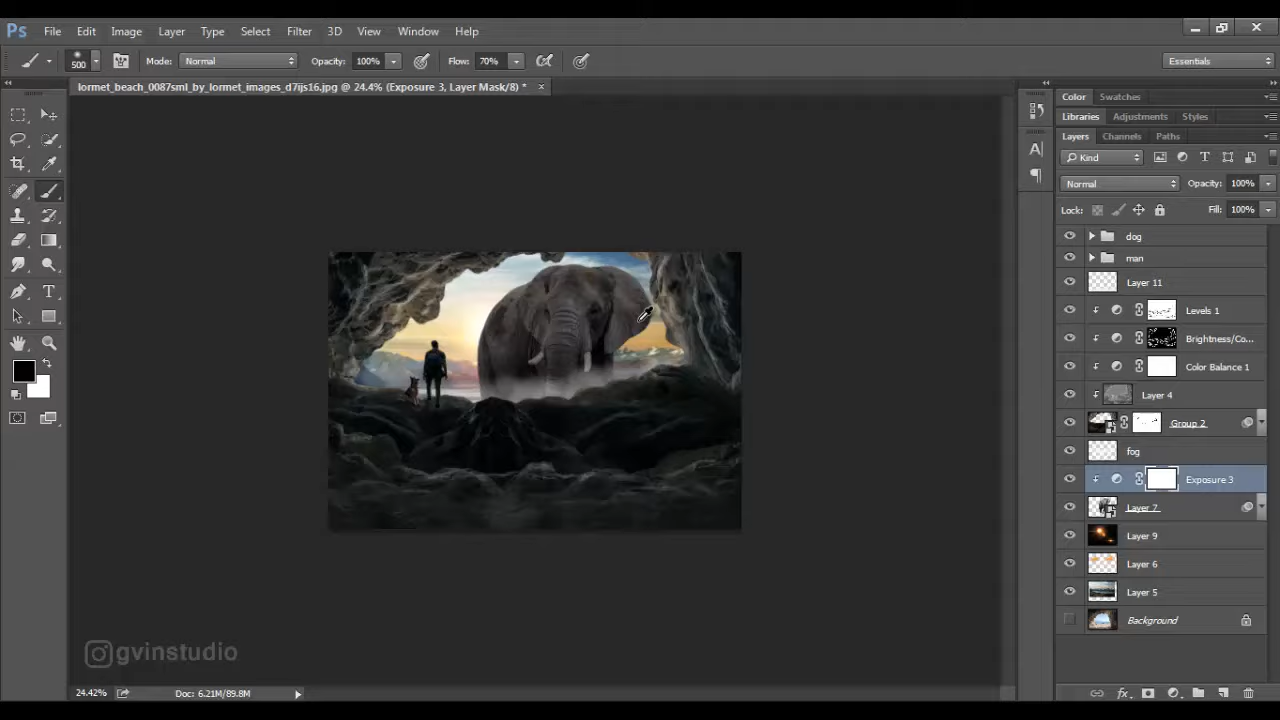 Ps File Edit Image Layer Type Select Filter 3D View Window Help
500 Mode: Normal Opacity: 100% Flow: 70% Essentials
lormet_beach_0087sml_by_lormet_images_d7ijs16.jpg @ 24.4% (Exposure 3, Layer Mask/8) *
Color Swatches
Libraries Adjustments Styles
Layers Channels Paths
Kind
Normal Opacity: 100%
Lock: Fill: 100%
dog
man
Layer 11
Levels 1
Brightness/Co...
Color Balance 1
Layer 4
Group 2
fog
Exposure 3
Layer 7
Layer 9
Layer 6
Layer 5
Background
gvinstudio
24.42% Doc: 6.21M/89.8M